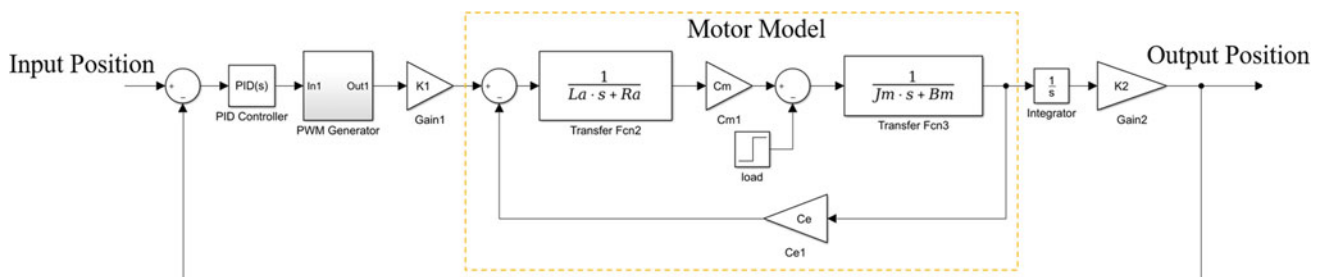 Motor Model
Input Position
Output Position
+
−
PID(s)
PID Controller
In1
Out1
PWM Generator
K1
Gain1
+
−
1
La · s + Ra
Transfer Fcn2
Cm
Cm1
+
−
load
1
Jm · s + Bm
Transfer Fcn3
1
s
Integrator
K2
Gain2
Ce
Ce1